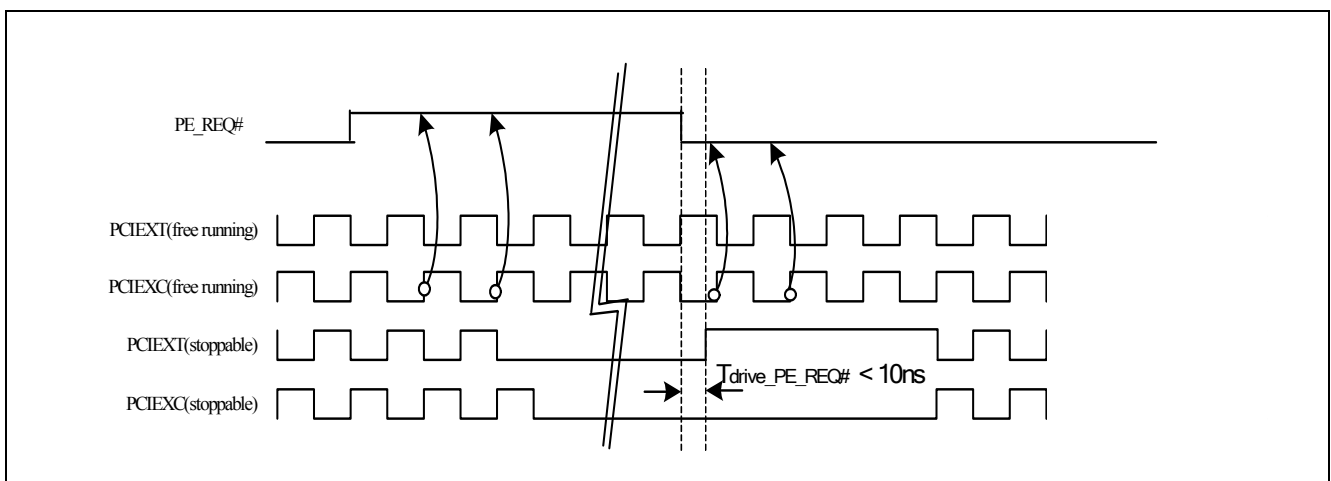 PE_REQ#
PCIEXT(free running)
PCIEXC(free running)
PCIEXT(stoppable)
Tdrive_PE_REQ# < 10ns
PCIEXC(stoppable)